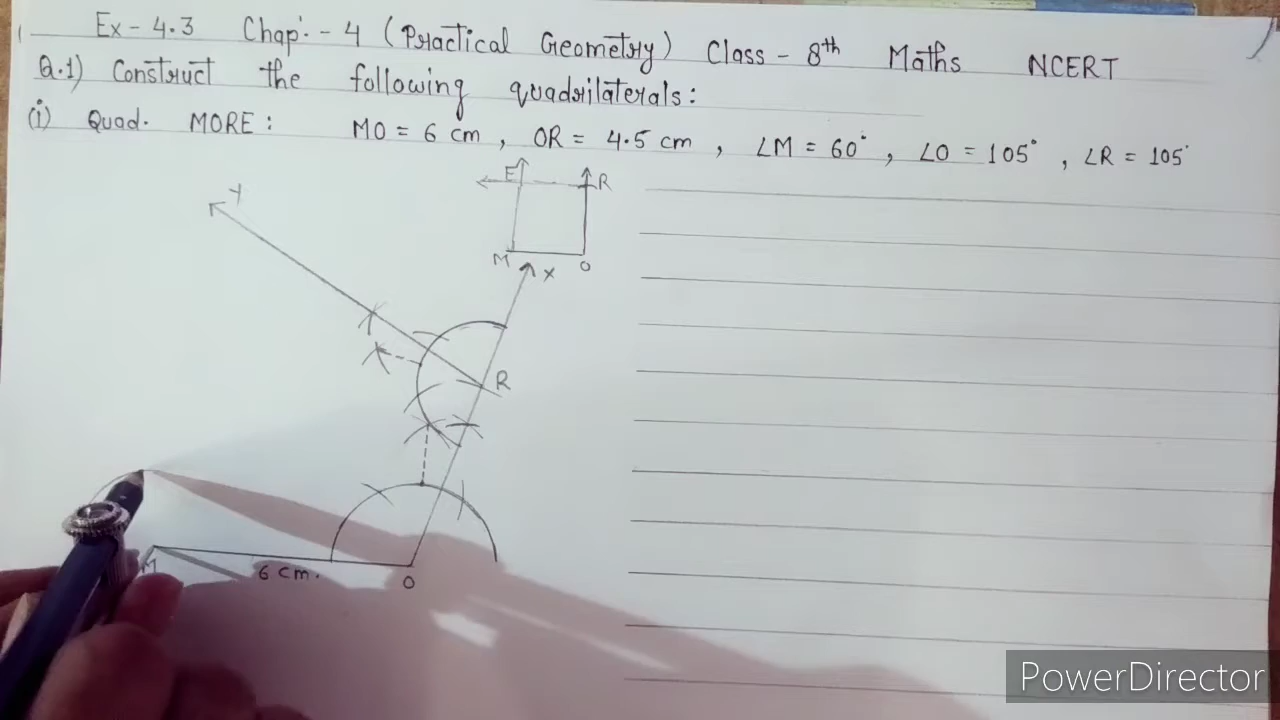 Ex - 4.3 Chap: - 4 (Practical Geometry) Class - 8th Maths NCERT
Q.1) Construct the following quadrilaterals:
(i) Quad. MORE: MO = 6 cm, OR = 4.5 cm, ∠M = 60°, ∠O = 105°, ∠R = 105°
E R
M O
Y
X
R
M 6 cm. O
PowerDirector